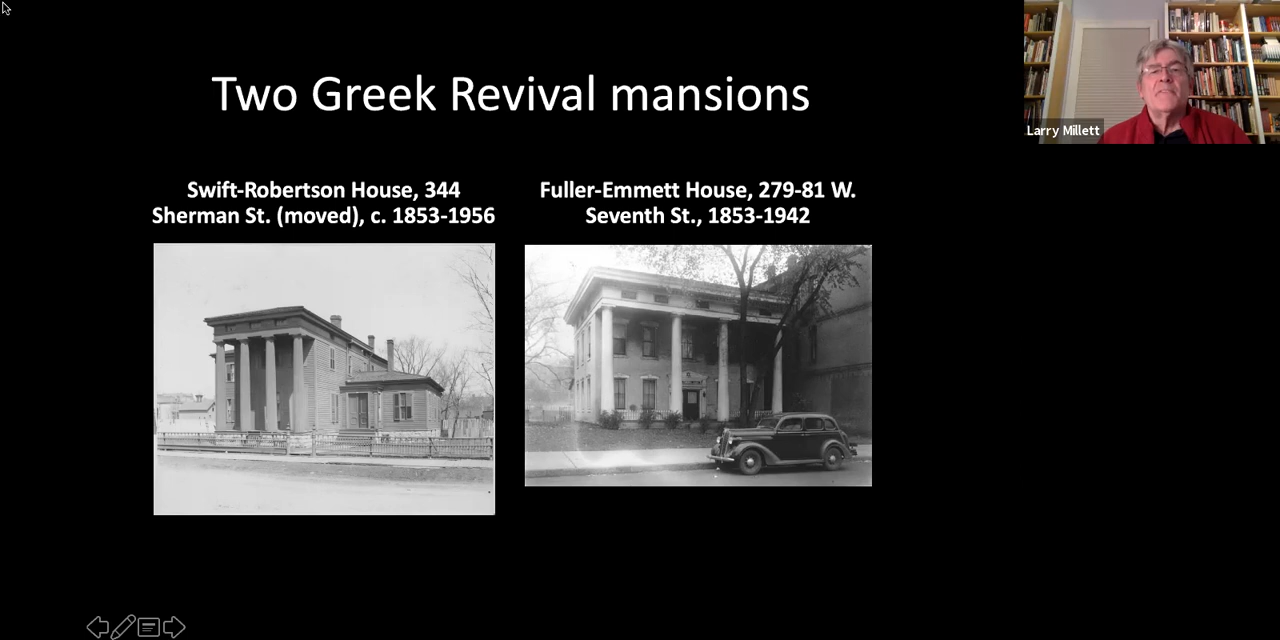 Two Greek Revival mansions
Swift-Robertson House, 344
Sherman St. (moved), c. 1853-1956
Fuller-Emmett House, 279-81 W.
Seventh St., 1853-1942
Larry Millett